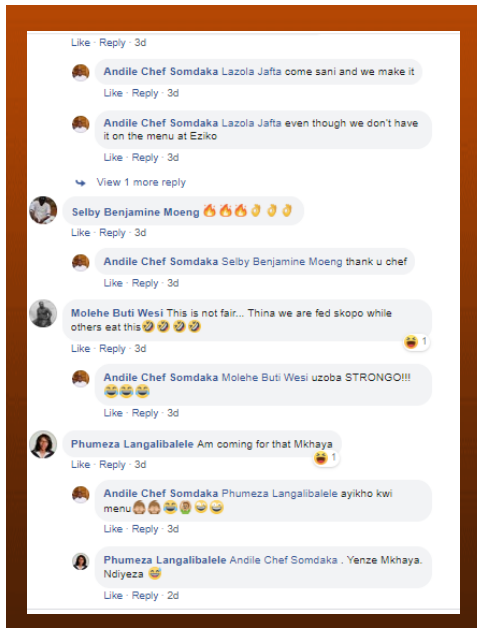 Like · Reply · 3d
Andile Chef Somdaka Lazola Jafta come sani and we make it
Like · Reply · 3d
Andile Chef Somdaka Lazola Jafta even though we don't have
it on the menu at Eziko
Like · Reply · 3d
View 1 more reply
Selby Benjamine Moeng 🔥🔥🔥👌👌👌
Like · Reply · 3d
Andile Chef Somdaka Selby Benjamine Moeng thank u chef
Like · Reply · 3d
Molehe Buti Wesi This is not fair... Thina we are fed skopo while
others eat this🤣🤣🤣🤣
1
Like · Reply · 3d
Andile Chef Somdaka Molehe Buti Wesi uzoba STRONGO!!!
😂😂😂
Like · Reply · 3d
Phumeza Langalibalele Am coming for that Mkhaya
1
Like · Reply · 3d
Andile Chef Somdaka Phumeza Langalibalele ayikho kwi
menu
Like · Reply · 3d
Phumeza Langalibalele Andile Chef Somdaka . Yenze Mkhaya.
Ndiyeza 😅
Like · Reply · 2d